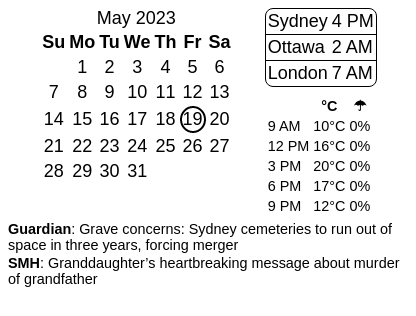 May 2023
Su Mo Tu We Th Fr Sa
1 2 3 4 5 6
7 8 9 10 11 12 13
14 15 16 17 18 19 20
21 22 23 24 25 26 27
28 29 30 31
Sydney 4 PM
Ottawa 2 AM
London 7 AM
°C ☂
9 AM 10°C 0%
12 PM 16°C 0%
3 PM 20°C 0%
6 PM 17°C 0%
9 PM 12°C 0%
Guardian: Grave concerns: Sydney cemeteries to run out of
space in three years, forcing merger
SMH: Granddaughter’s heartbreaking message about murder
of grandfather